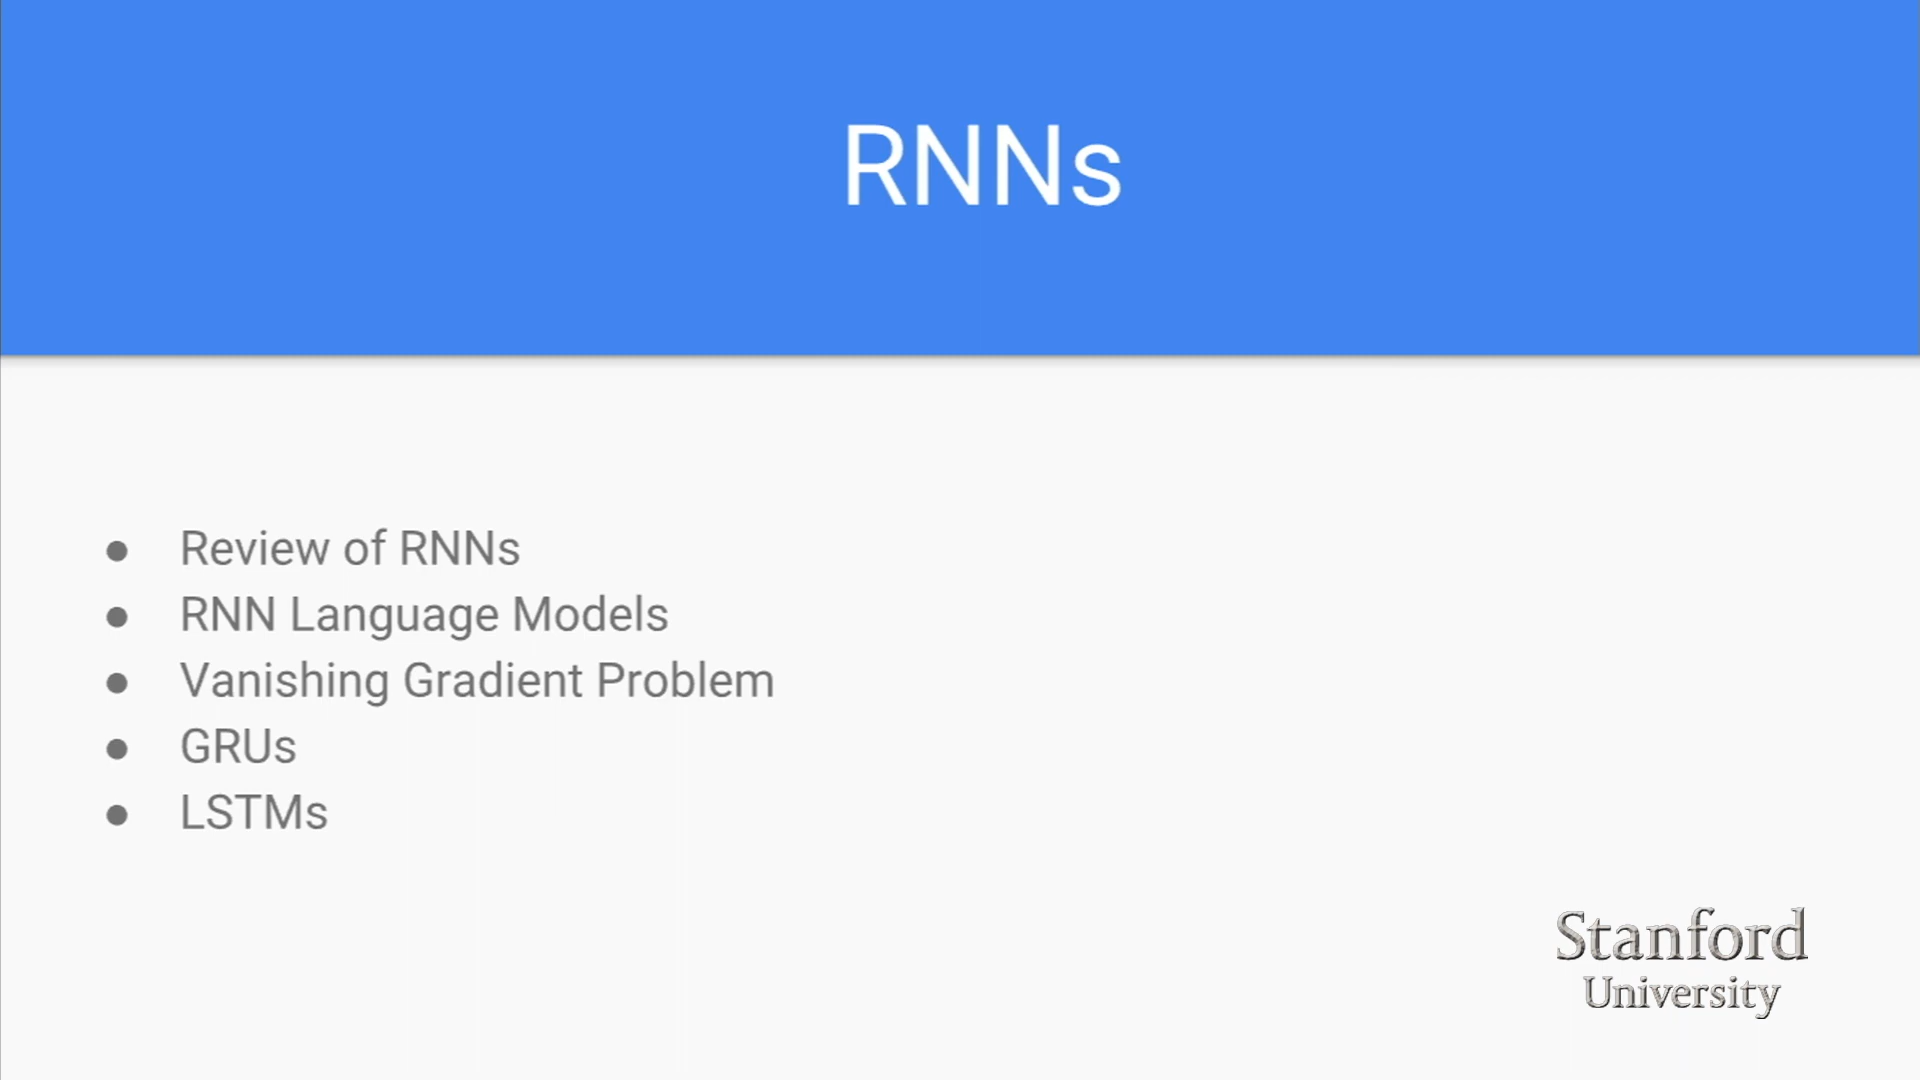 RNNs
● Review of RNNs
● RNN Language Models
● Vanishing Gradient Problem
● GRUs
● LSTMs
Stanford
University